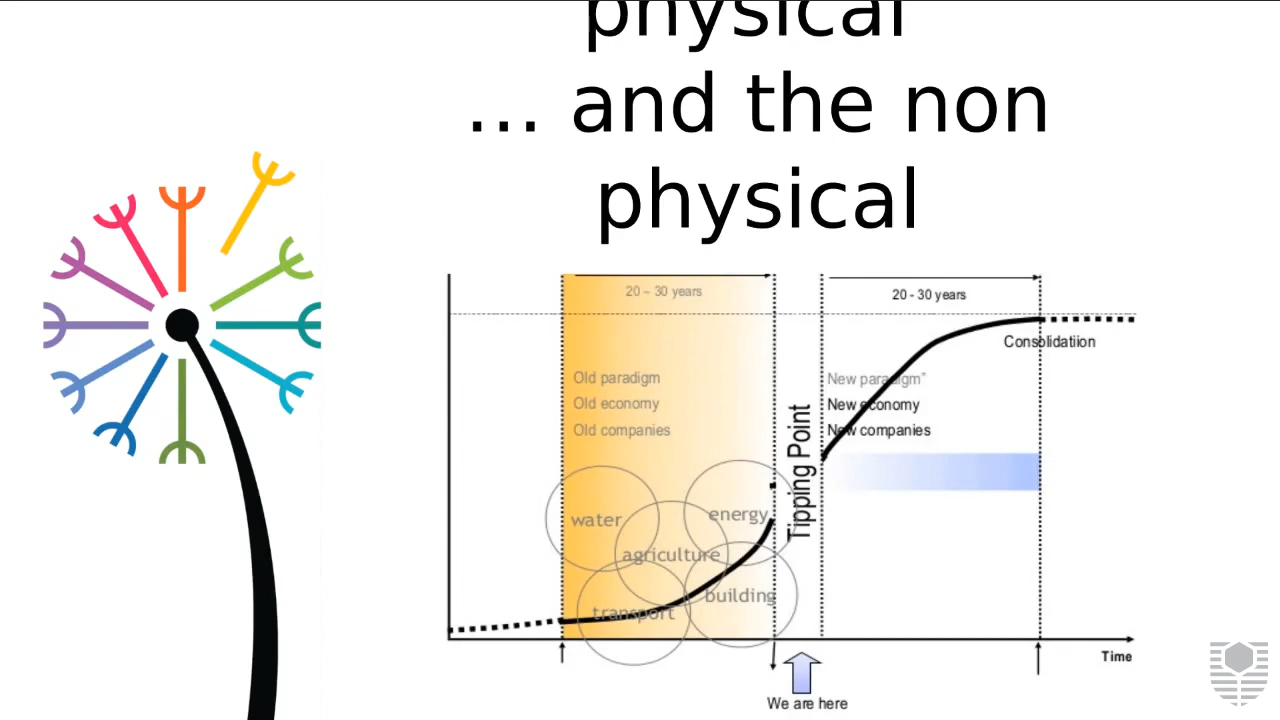 physical
... and the non
physical
20 – 30 years
20 - 30 years
Consolidatiion
Old paradigm
Old economy
Old companies
New paradigm”
New economy
New companies
Tipping Point
water
energy
agriculture
building
transport
Time
We are here